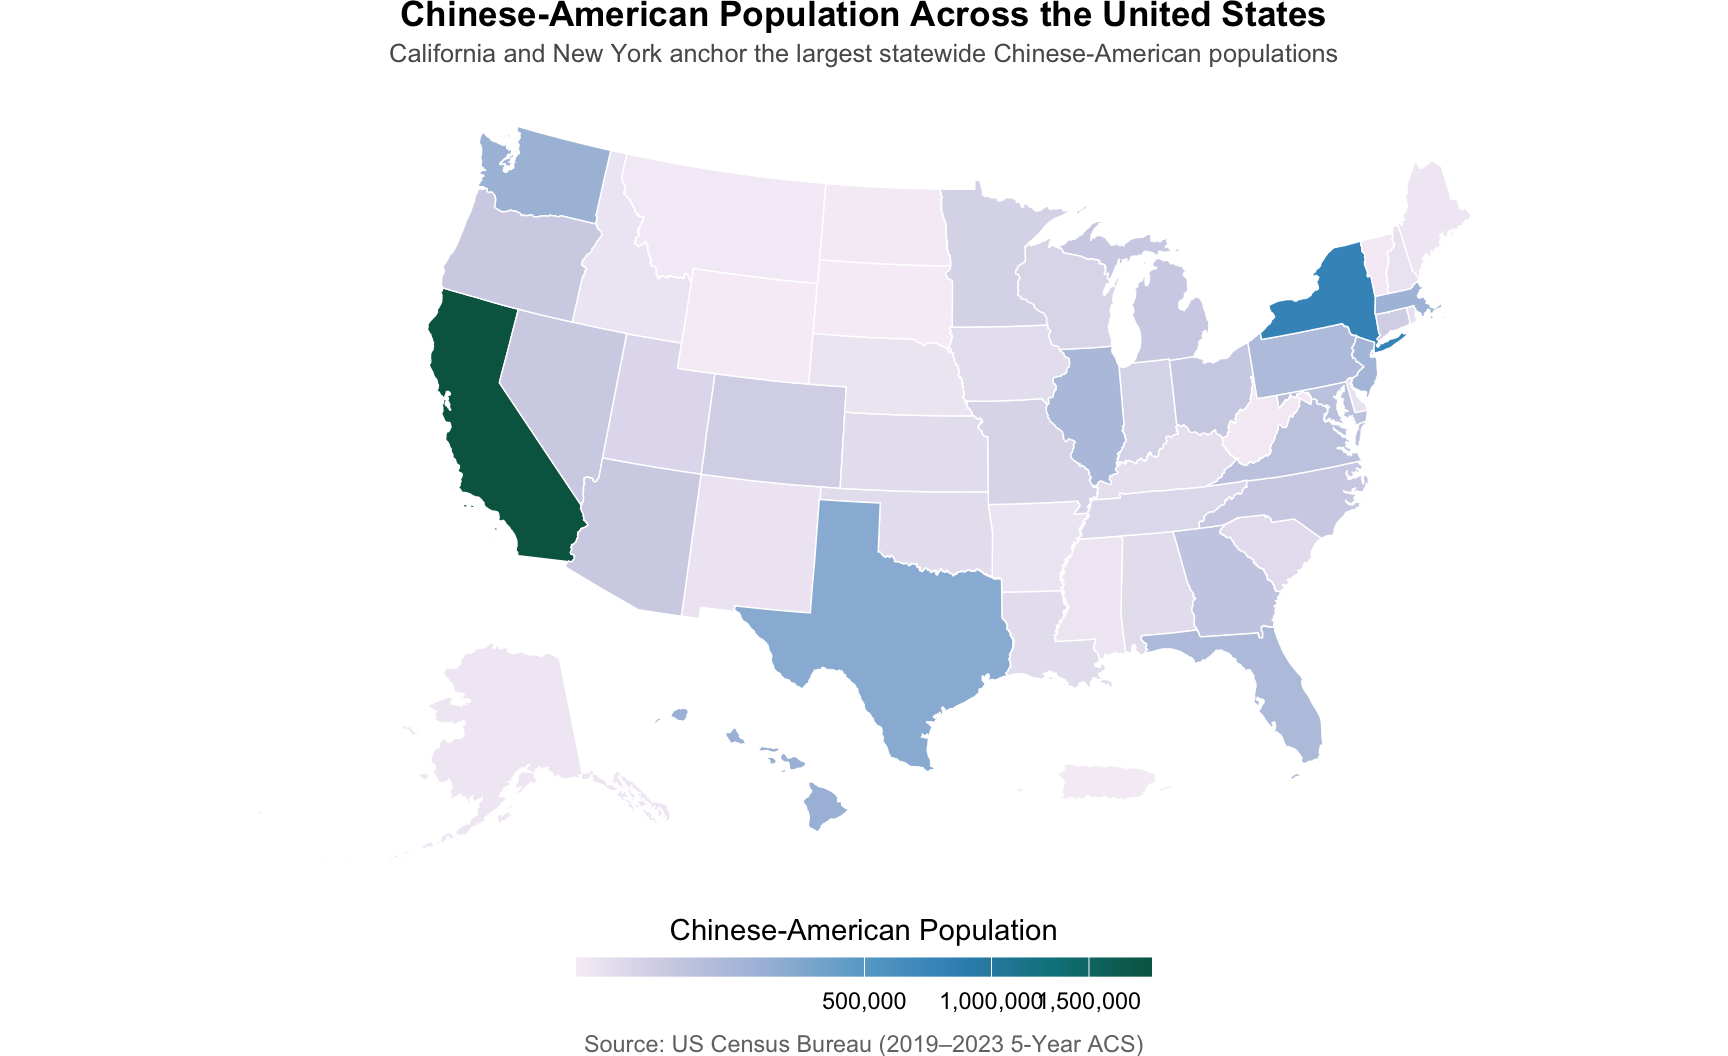 Chinese-American Population Across the United States
California and New York anchor the largest statewide Chinese-American populations
Chinese-American Population
500,000 1,000,000 1,500,000
Source: US Census Bureau (2019–2023 5-Year ACS)